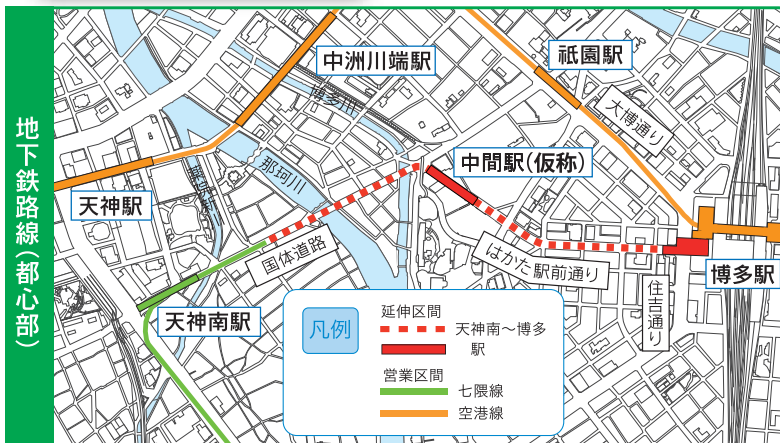 地下鉄路線(都心部)
中洲川端駅
祇園駅
博多川
大博通り
中間駅(仮称)
那珂川
天神駅
国体道路
はかた駅前通り
博多駅
住吉通り
天神南駅
凡例
延伸区間
天神南~博多
駅
営業区間
七隈線
空港線